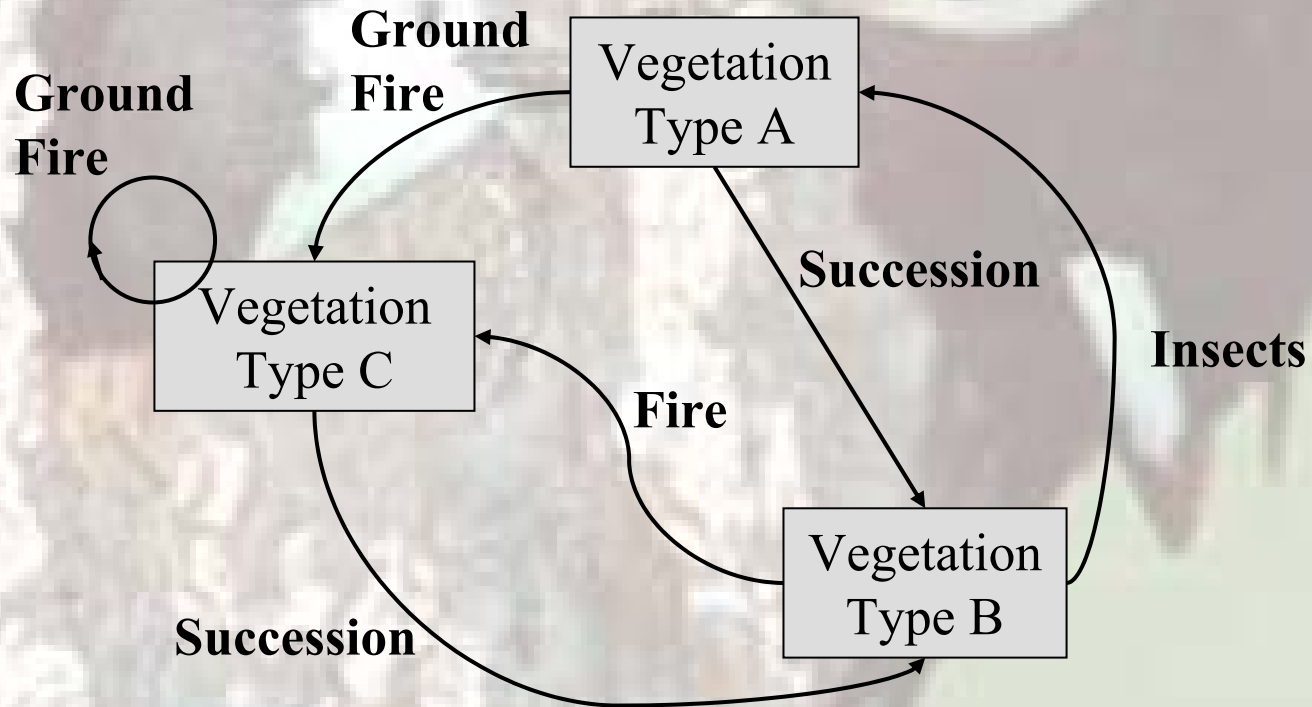 Ground
Fire
Ground
Fire
Vegetation
Type A
Succession
Vegetation
Type C
Insects
Fire
Vegetation
Type B
Succession